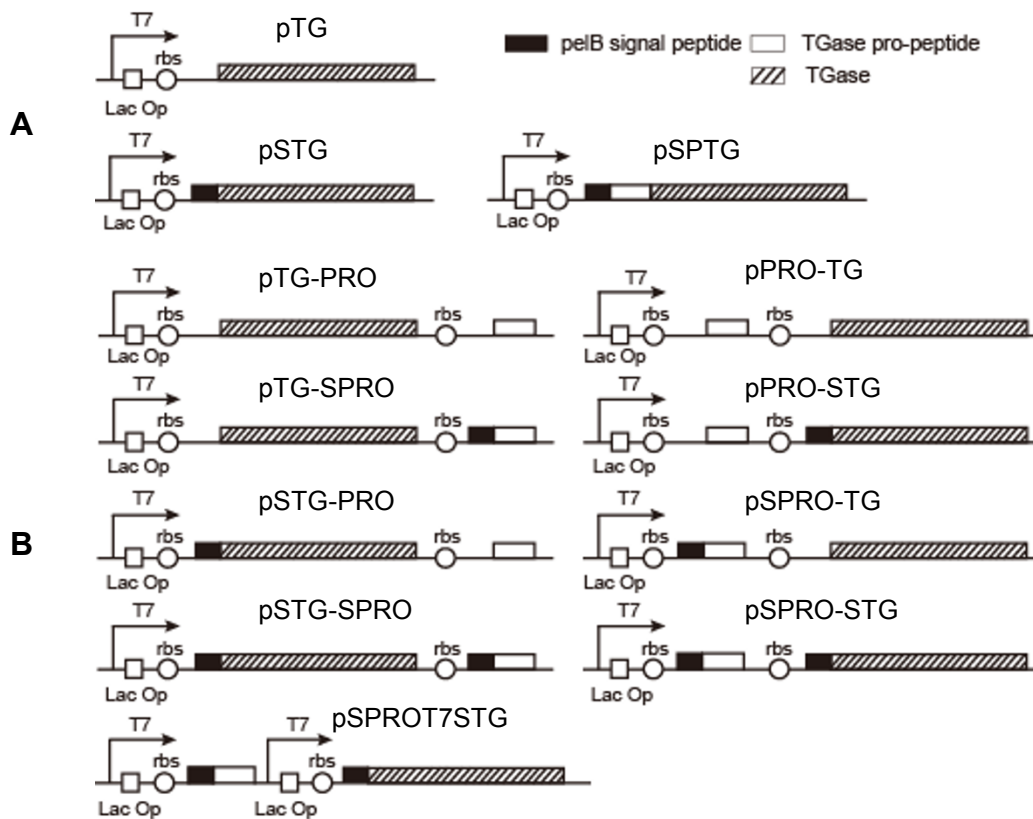 T7
pTG
rbs
Lac Op
pelB signal peptide
TGase pro-peptide
TGase
A
T7
pSTG
rbs
Lac Op
T7
pSPTG
rbs
Lac Op
T7
pTG-PRO
rbs
rbs
Lac Op
T7
pPRO-TG
rbs
rbs
Lac Op
T7
pTG-SPRO
rbs
rbs
Lac Op
T7
pPRO-STG
rbs
rbs
Lac Op
B
T7
pSTG-PRO
rbs
rbs
Lac Op
T7
pSPRO-TG
rbs
rbs
Lac Op
T7
pSTG-SPRO
rbs
rbs
Lac Op
T7
pSPRO-STG
rbs
rbs
Lac Op
T7
T7
pSPROT7STG
rbs
rbs
Lac Op
Lac Op